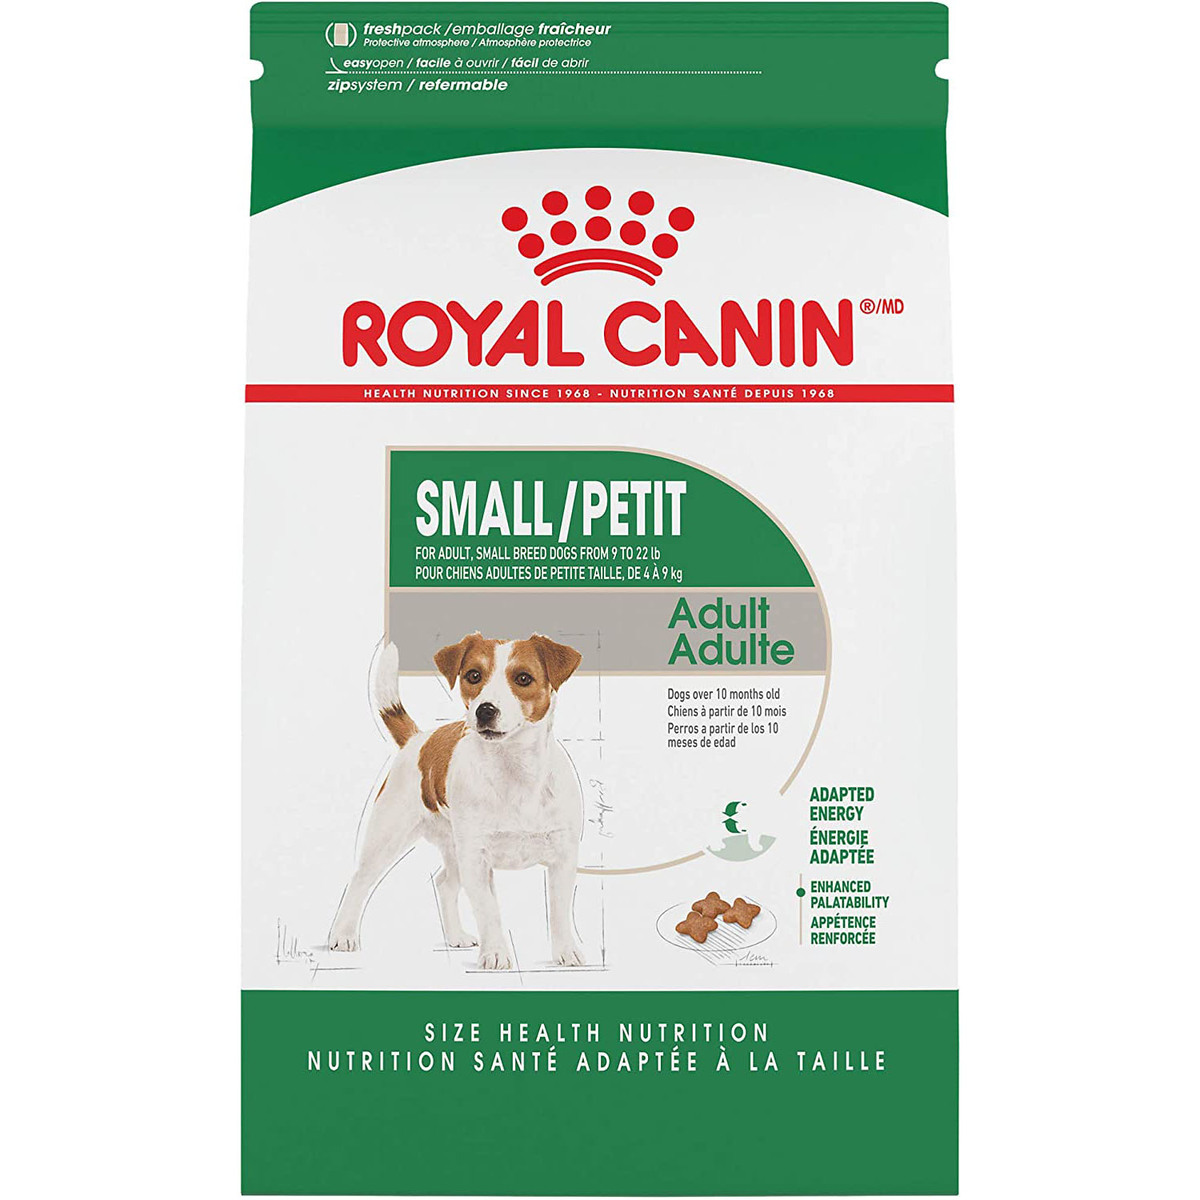 freshpack / emballage fraîcheur
Protective atmosphere / Atmosphère protectrice
easyopen / facile à ouvrir / fácil de abrir
zipsystem / refermable
ROYAL CANIN®/MD
HEALTH NUTRITION SINCE 1968 - NUTRITION SANTÉ DEPUIS 1968
SMALL/PETIT
FOR ADULT, SMALL BREED DOGS FROM 9 TO 22 lb
POUR CHIENS ADULTES DE PETITE TAILLE, DE 4 À 9 kg
Adult
Adulte
Dogs over 10 months old
Chiens à partir de 10 mois
Perros a partir de los 10
meses de edad
ADAPTED
ENERGY
ÉNERGIE
ADAPTÉE
ENHANCED
PALATABILITY
APPÉTENCE
RENFORCÉE
1cm
SIZE HEALTH NUTRITION
NUTRITION SANTÉ ADAPTÉE À LA TAILLE